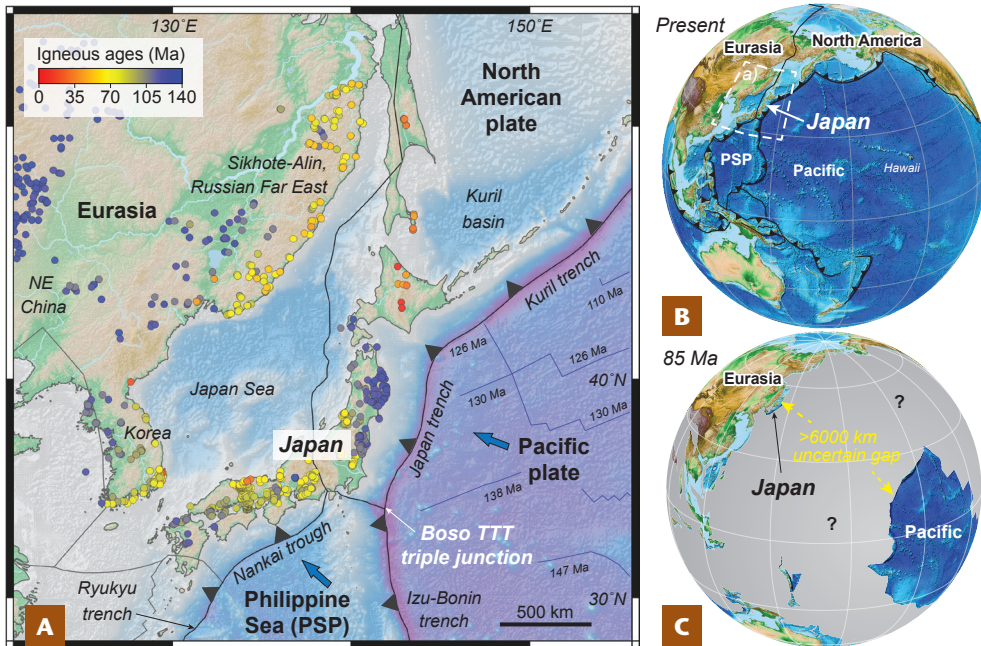 130°E
150°E
Igneous ages (Ma)
0 35 70 105 140
North
American
plate
Sikhote-Alin,
Russian Far East
Eurasia
Kuril
basin
NE
China
Kuril trench
110 Ma
126 Ma
126 Ma
Japan Sea
130 Ma
40°N
130 Ma
Korea
Japan
Japan trench
Pacific
plate
138 Ma
Boso TTT
triple junction
Nankai trough
147 Ma
Ryukyu
trench
Philippine
Sea (PSP)
Izu-Bonin
trench
30°N
500 km
A
Present
Eurasia
North America
a)
Japan
PSP
Pacific
Hawaii
B
85 Ma
Eurasia
?
>6000 km
uncertain gap
Japan
?
Pacific
C